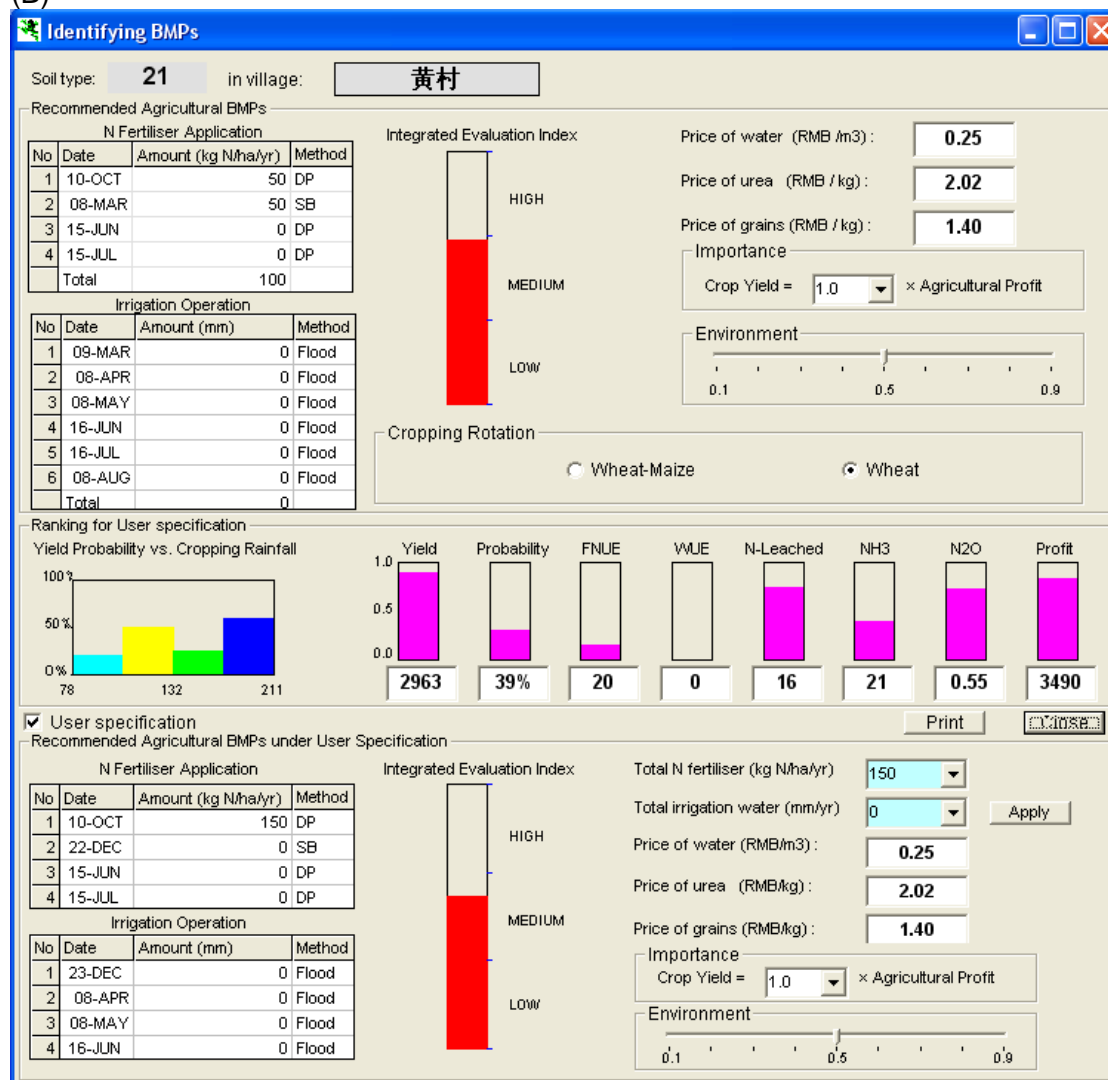 (B)
Identifying BMPs
Soil type: 21 in village: 黄村
Recommended Agricultural BMPs
N Fertiliser Application
No Date Amount (kg N/ha/yr) Method
1 10-OCT 50 DP
2 08-MAR 50 SB
3 15-JUN 0 DP
4 15-JUL 0 DP
Total 100
Irrigation Operation
No Date Amount (mm) Method
1 09-MAR 0 Flood
2 08-APR 0 Flood
3 08-MAY 0 Flood
4 16-JUN 0 Flood
5 16-JUL 0 Flood
6 08-AUG 0 Flood
Total 0
Integrated Evaluation Index
HIGH
MEDIUM
LOW
Price of water (RMB /m3) : 0.25
Price of urea (RMB / kg) : 2.02
Price of grains (RMB / kg) : 1.40
Importance
Crop Yield = 1.0 × Agricultural Profit
Environment
0.1 0.5 0.9
Cropping Rotation
Wheat-Maize Wheat
Ranking for User specification
Yield Probability vs. Cropping Rainfall
100%
50%
0%
78 132 211
Yield Probability FNUE WUE N-Leached NH3 N2O Profit
1.0
0.5
0.0
2963 39% 20 0 16 21 0.55 3490
User specification
Print
Recommended Agricultural BMPs under User Specification
N Fertiliser Application
No Date Amount (kg N/ha/yr) Method
1 10-OCT 150 DP
2 22-DEC 0 SB
3 15-JUN 0 DP
4 15-JUL 0 DP
Irrigation Operation
No Date Amount (mm) Method
1 23-DEC 0 Flood
2 08-APR 0 Flood
3 08-MAY 0 Flood
4 16-JUN 0 Flood
Integrated Evaluation Index
HIGH
MEDIUM
LOW
Total N fertiliser (kg N/ha/yr) 150
Total irrigation water (mm/yr) 0 Apply
Price of water (RMB/m3) : 0.25
Price of urea (RMB/kg) : 2.02
Price of grains (RMB/kg) : 1.40
Importance
Crop Yield = 1.0 × Agricultural Profit
Environment
0.1 0.5 0.9